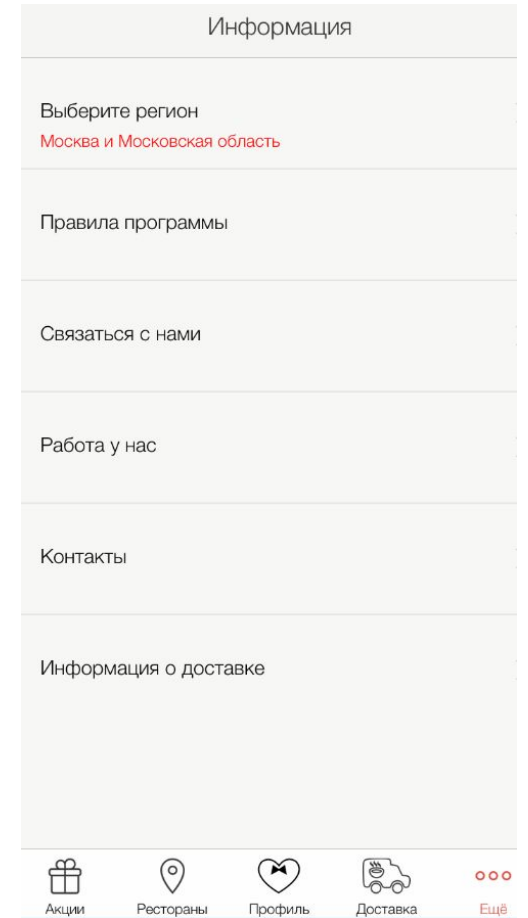 Информация
Выберите регион
Москва и Московская область
Правила программы
Связаться с нами
Работа у нас
Контакты
Информация о доставке
Акции Рестораны Профиль Доставка Ещё